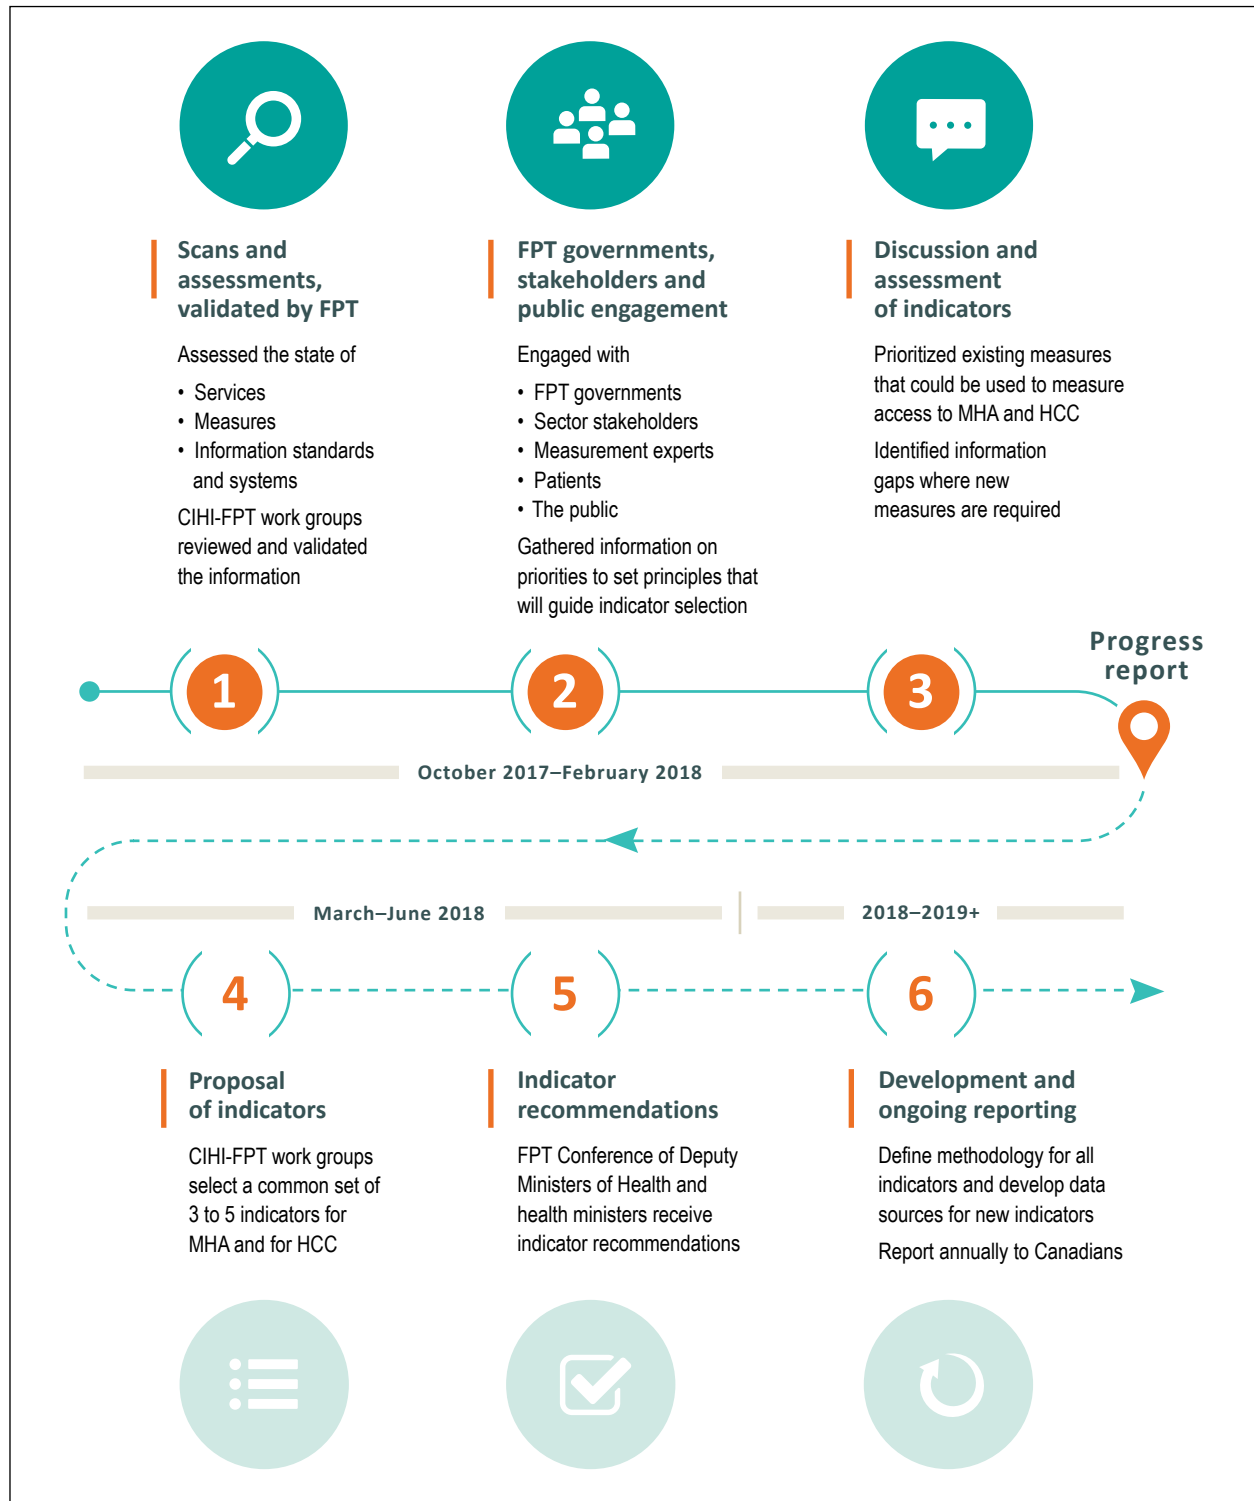 Scans and
assessments,
validated by FPT
Assessed the state of
• Services
• Measures
• Information standards
and systems
CIHI-FPT work groups
reviewed and validated
the information
FPT governments,
stakeholders and
public engagement
Engaged with
• FPT governments
• Sector stakeholders
• Measurement experts
• Patients
• The public
Gathered information on
priorities to set principles that
will guide indicator selection
Discussion and
assessment
of indicators
Prioritized existing measures
that could be used to measure
access to MHA and HCC
Identified information
gaps where new
measures are required
Progress
report
1
2
3
October 2017–February 2018
March–June 2018
2018–2019+
4
5
6
Proposal
of indicators
CIHI-FPT work groups
select a common set of
3 to 5 indicators for
MHA and for HCC
Indicator
recommendations
FPT Conference of Deputy
Ministers of Health and
health ministers receive
indicator recommendations
Development and
ongoing reporting
Define methodology for all
indicators and develop data
sources for new indicators
Report annually to Canadians